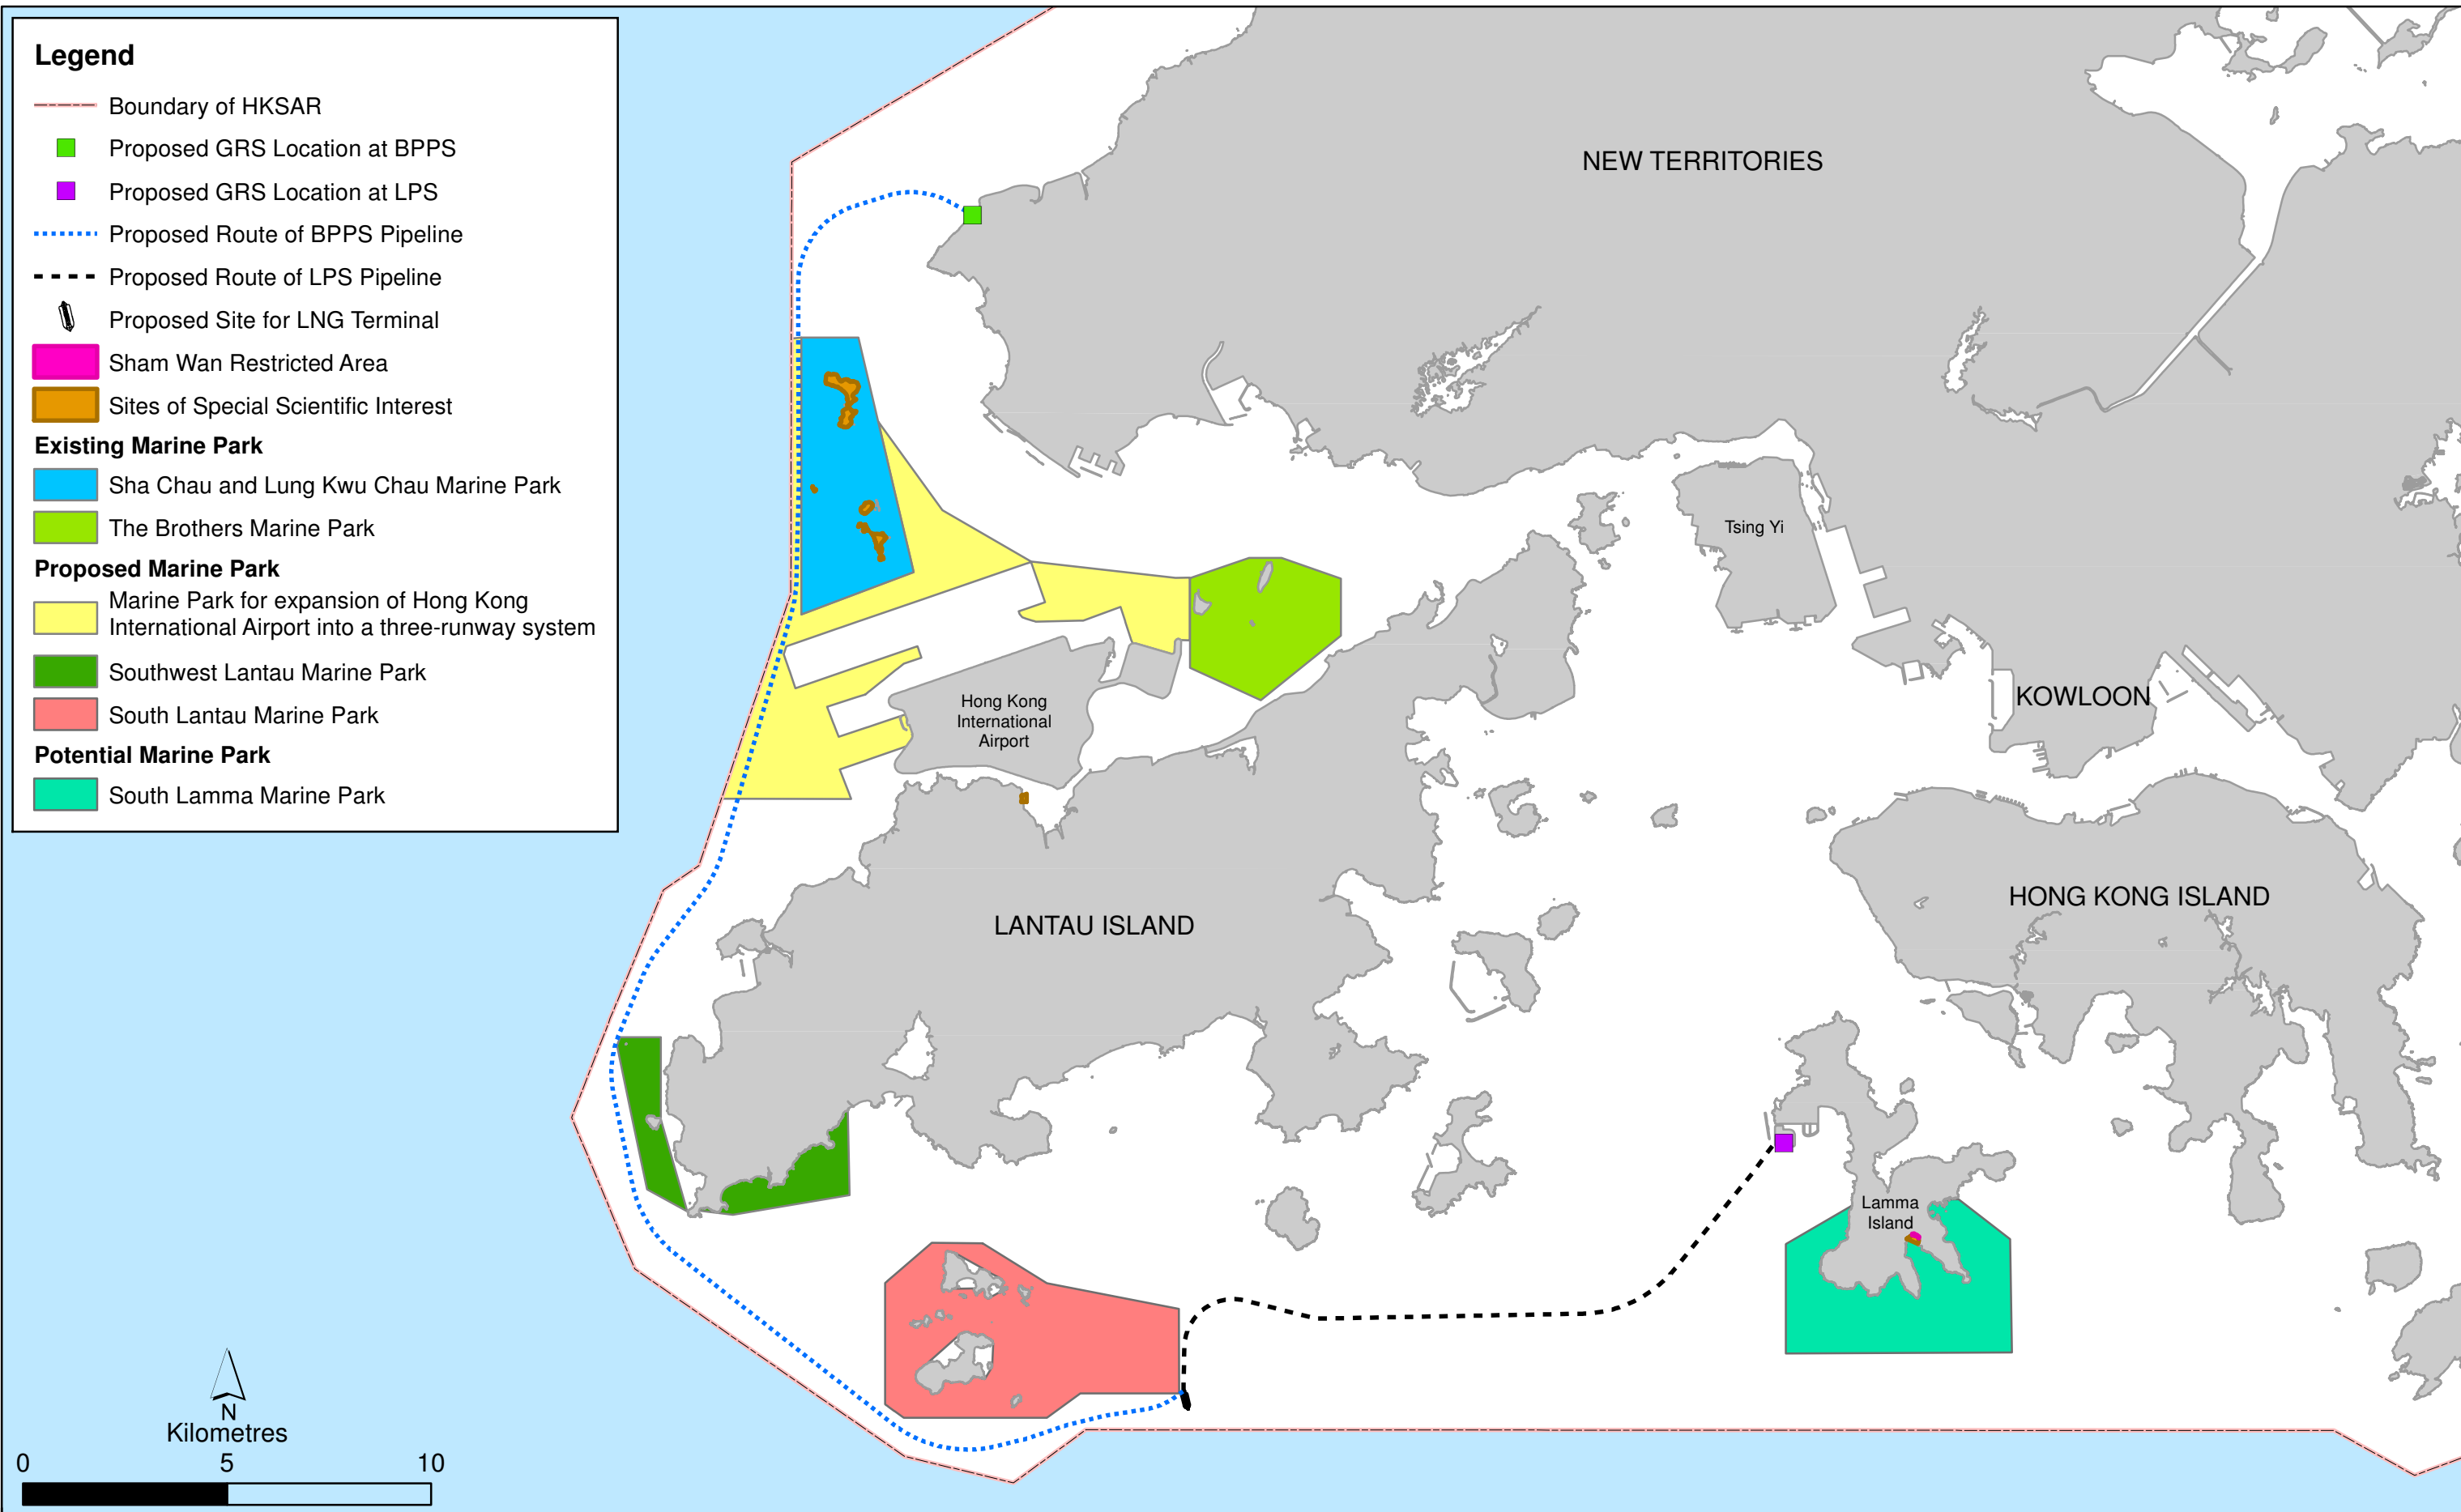 Legend
Boundary of HKSAR
Proposed GRS Location at BPPS
Proposed GRS Location at LPS
Proposed Route of BPPS Pipeline
Proposed Route of LPS Pipeline
Proposed Site for LNG Terminal
Sham Wan Restricted Area
Sites of Special Scientific Interest
Existing Marine Park
Sha Chau and Lung Kwu Chau Marine Park
The Brothers Marine Park
Proposed Marine Park
Marine Park for expansion of Hong Kong
International Airport into a three-runway system
Southwest Lantau Marine Park
South Lantau Marine Park
Potential Marine Park
South Lamma Marine Park
NEW TERRITORIES
Tsing Yi
KOWLOON
Hong Kong
International
Airport
HONG KONG ISLAND
LANTAU ISLAND
Lamma
Island
N
Kilometres
0 5 10